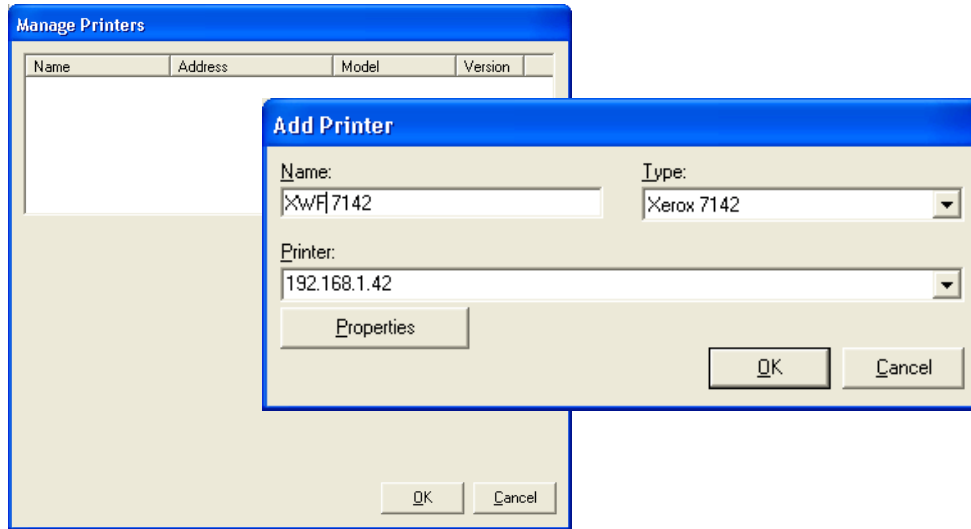 Manage Printers
Name Address Model Version
Add Printer
Name: Type:
XWF 7142 Xerox 7142
Printer:
192.168.1.42
Properties
OK Cancel
OK Cancel